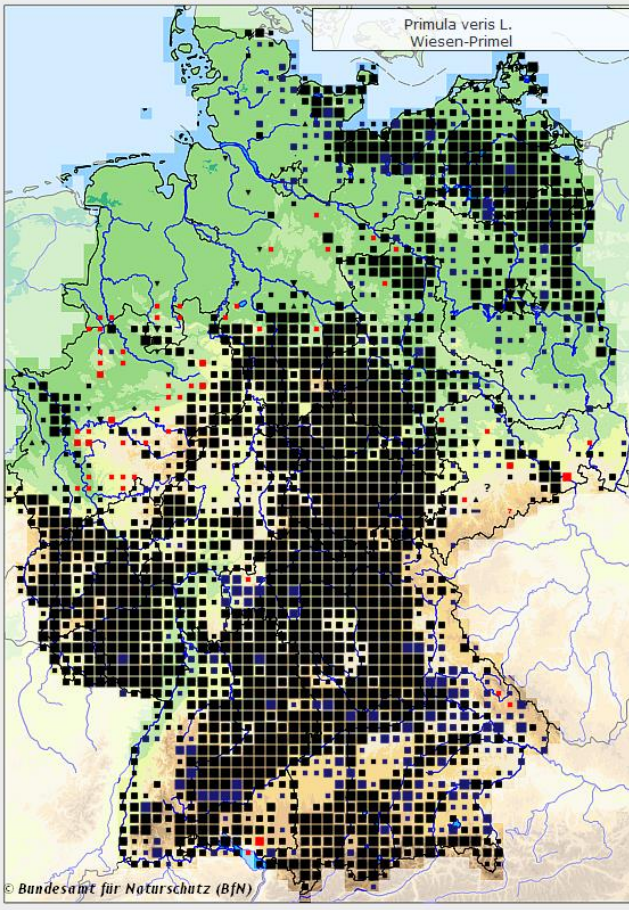 Primula veris L.
Wiesen-Primel
?
?
© Bundesamt für Naturschutz (BfN)